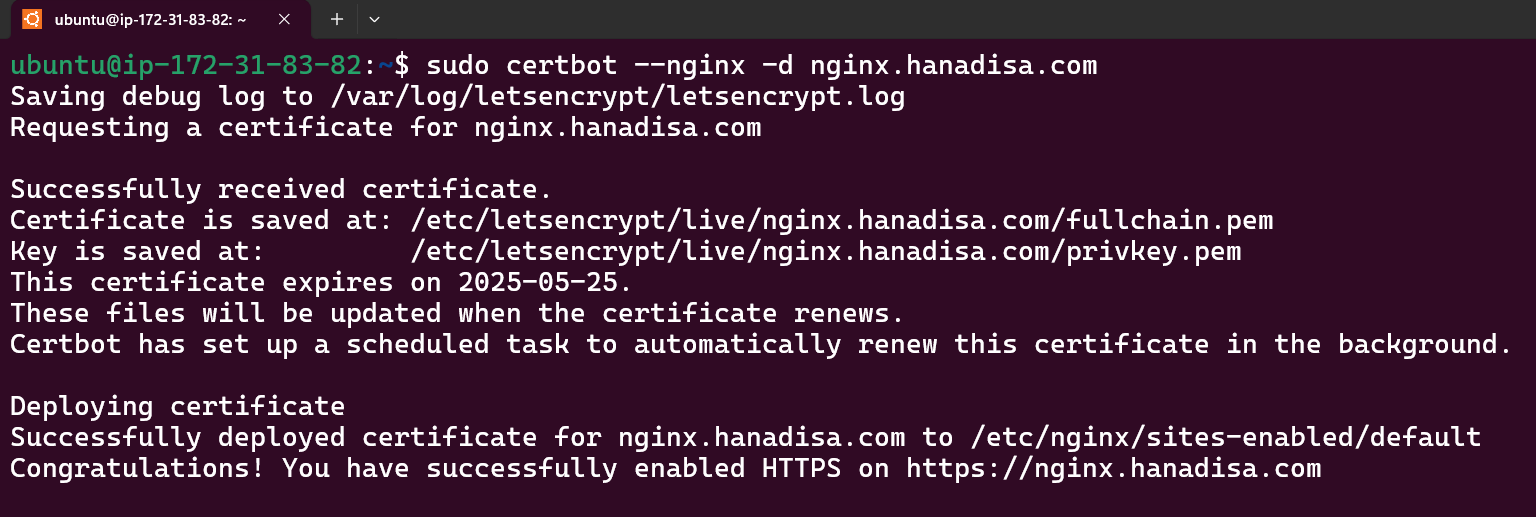 ubuntu@ip-172-31-83-82: ~
ubuntu@ip-172-31-83-82:~$ sudo certbot --nginx -d nginx.hanadisa.com
Saving debug log to /var/log/letsencrypt/letsencrypt.log
Requesting a certificate for nginx.hanadisa.com
Successfully received certificate.
Certificate is saved at: /etc/letsencrypt/live/nginx.hanadisa.com/fullchain.pem
Key is saved at:         /etc/letsencrypt/live/nginx.hanadisa.com/privkey.pem
This certificate expires on 2025-05-25.
These files will be updated when the certificate renews.
Certbot has set up a scheduled task to automatically renew this certificate in the background.
Deploying certificate
Successfully deployed certificate for nginx.hanadisa.com to /etc/nginx/sites-enabled/default
Congratulations! You have successfully enabled HTTPS on https://nginx.hanadisa.com